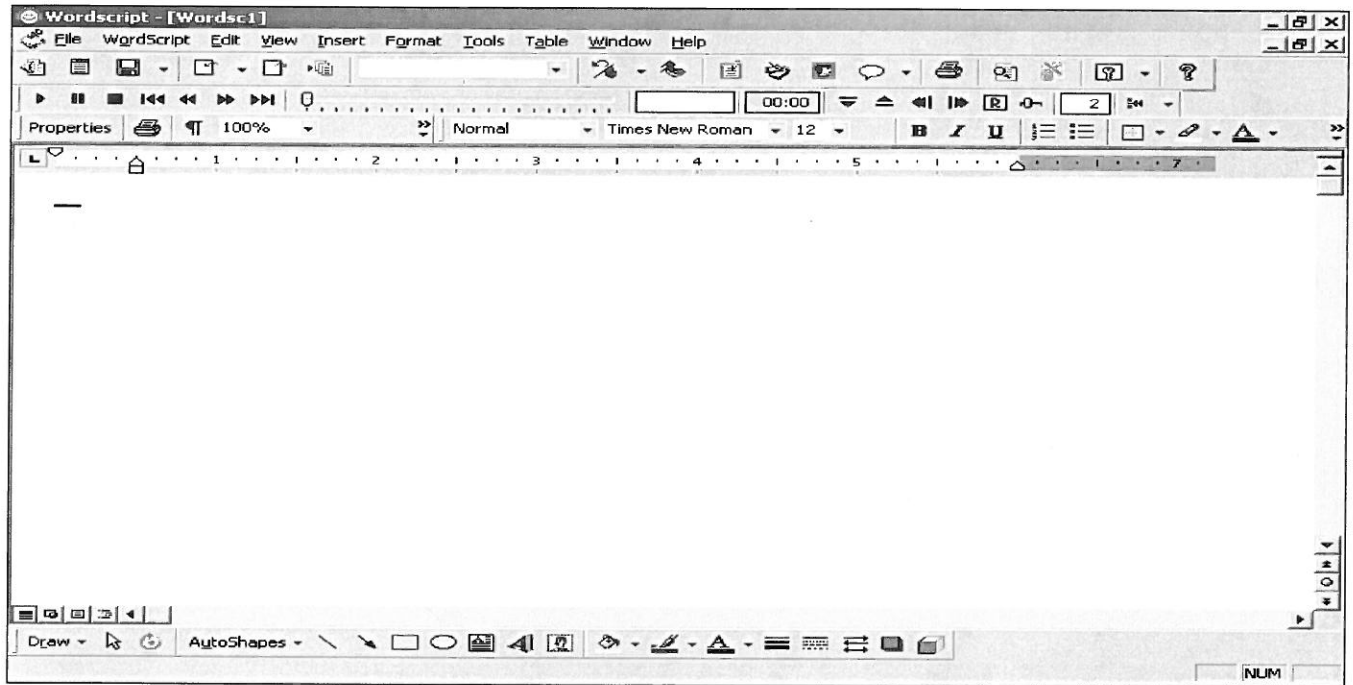 Wordscript - [Wordsc1]
File WordScript Edit View Insert Format Tools Table Window Help
00:00 R 2
Properties ¶ 100% Normal Times New Roman 12 B I U A
L 1 2 3 4 5 7
Draw AutoShapes A A
NUM